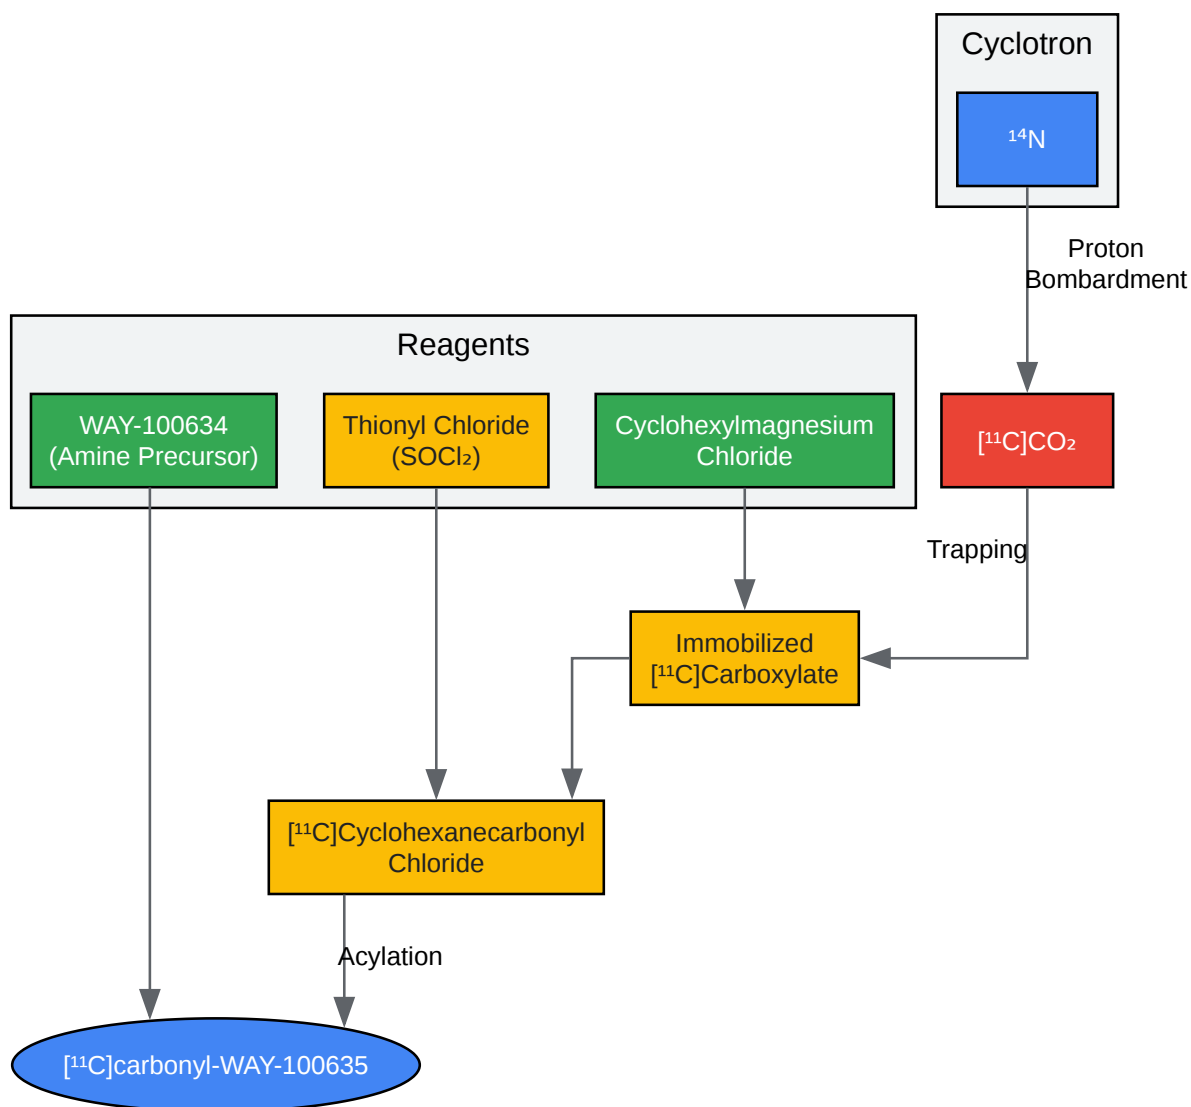 Cyclotron
¹⁴N
Proton
Bombardment
Reagents
WAY-100634
(Amine Precursor)
Thionyl Chloride
(SOCl₂)
Cyclohexylmagnesium
Chloride
[¹¹C]CO₂
Trapping
Immobilized
[¹¹C]Carboxylate
[¹¹C]Cyclohexanecarbonyl
Chloride
Acylation
[¹¹C]carbonyl-WAY-100635